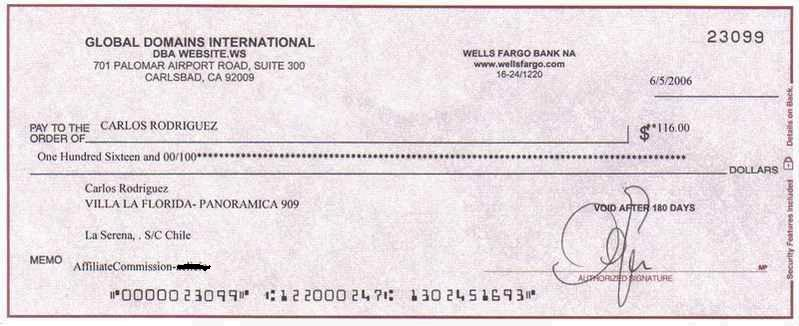 23099
GLOBAL DOMAINS INTERNATIONAL
DBA WEBSITE.WS
701 PALOMAR AIRPORT ROAD, SUITE 300
CARLSBAD, CA 92009
WELLS FARGO BANK NA
www.wellsfargo.com
16-24/1220
6/5/2006
PAY TO THE
ORDER OF
CARLOS RODRIGUEZ
$**116.00
One Hundred Sixteen and 00/100**********************************************************************
DOLLARS
Carlos Rodriguez
VILLA LA FLORIDA- PANORAMICA 909
La Serena, . S/C Chile
VOID AFTER 180 DAYS
MEMO
AffiliateCommission-
AUTHORIZED SIGNATURE
MP
⑈0000023099⑈ ⑆122000247⑆ 1302451693⑈
Security Features Included Details on Back.